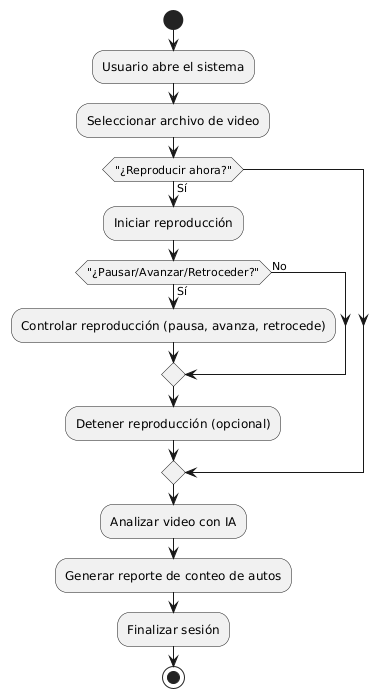 Usuario abre el sistema
Seleccionar archivo de video
"¿Reproducir ahora?"
Sí
Iniciar reproducción
"¿Pausar/Avanzar/Retroceder?"
No
Sí
Controlar reproducción (pausa, avanza, retrocede)
Detener reproducción (opcional)
Analizar video con IA
Generar reporte de conteo de autos
Finalizar sesión